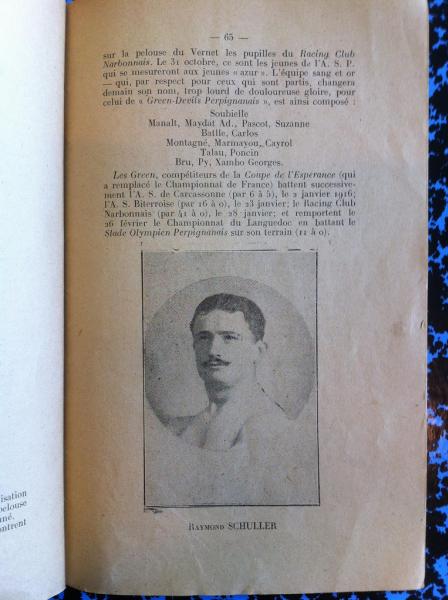 — 65 —
sur la pelouse du Vernet les pupilles du Racing Club
Narbonnais. Le 31 octobre, ce sont les jeunes de l'A. S. P.
qui se mesureront aux jeunes « azur ». L'équipe sang et or
— qui, par respect pour ceux qui sont partis, changera
demain son nom, trop lourd de douloureuse gloire, pour
celui de « Green-Devils Perpignanais », est ainsi composé :
Soubielle
Manalt, Maydat Ad., Pascot, Suzanne
Batlle, Carlos
Montagné, Marmayou, Cayrol
Talau, Poncin
Bru, Py, Xambo Georges.
Les Green, compétiteurs de la Coupe de l'Esperance (qui
a remplacé le Championnat de France) battent successive-
ment l'A. S. de Carcassonne (par 6 à 5), le 2 janvier 1916;
l'A. S. Biterroise (par 16 à 0), le 23 janvier; le Racing Club
Narbonnais (par 41 à 0), le 28 janvier; et remportent le
26 février le Championnat du Languedoc en battant le
Stade Olympien Perpignanais sur son terrain (11 à 0).
Raymond SCHULLER
isation
pelouse
né.
ontrent